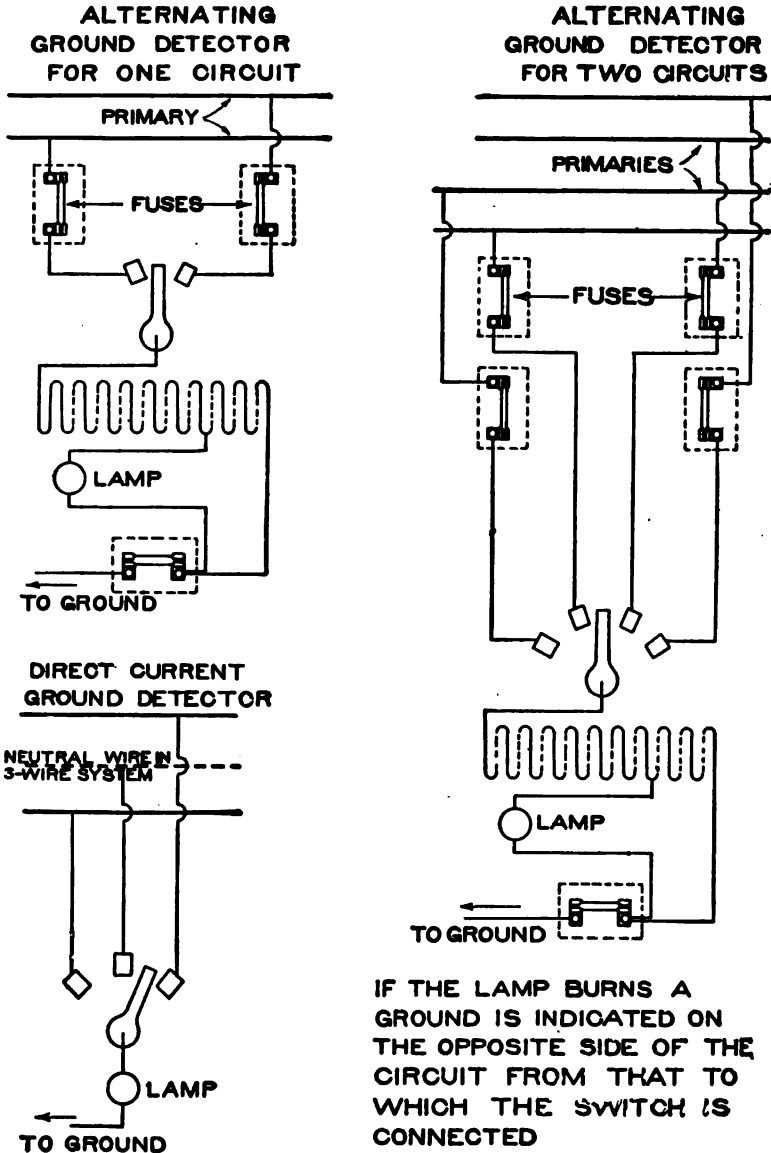 ALTERNATING
GROUND DETECTOR
FOR ONE CIRCUIT
PRIMARY
FUSES
LAMP
TO GROUND
ALTERNATING
GROUND DETECTOR
FOR TWO CIRCUITS
PRIMARIES
FUSES
LAMP
TO GROUND
DIRECT CURRENT
GROUND DETECTOR
NEUTRAL WIRE IN
3-WIRE SYSTEM
LAMP
TO GROUND
IF THE LAMP BURNS A
GROUND IS INDICATED ON
THE OPPOSITE SIDE OF THE
CIRCUIT FROM THAT TO
WHICH THE SWITCH IS
CONNECTED